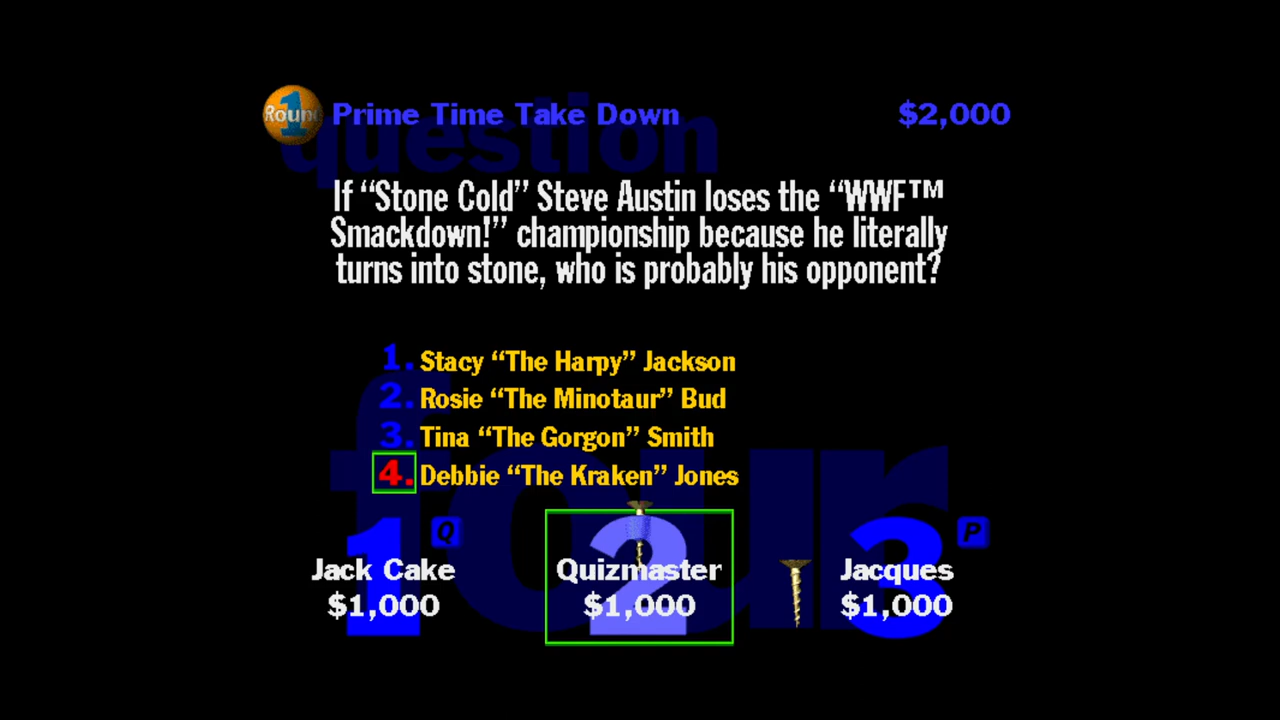 Round 1 Prime Time Take Down $2,000
question
If “Stone Cold” Steve Austin loses the “WWF™
Smackdown!” championship because he literally
turns into stone, who is probably his opponent?
1. Stacy “The Harpy” Jackson
2. Rosie “The Minotaur” Bud
3. Tina “The Gorgon” Smith
4. Debbie “The Kraken” Jones
four
1 Q 2 3 P
Jack Cake Quizmaster Jacques
$1,000 $1,000 $1,000